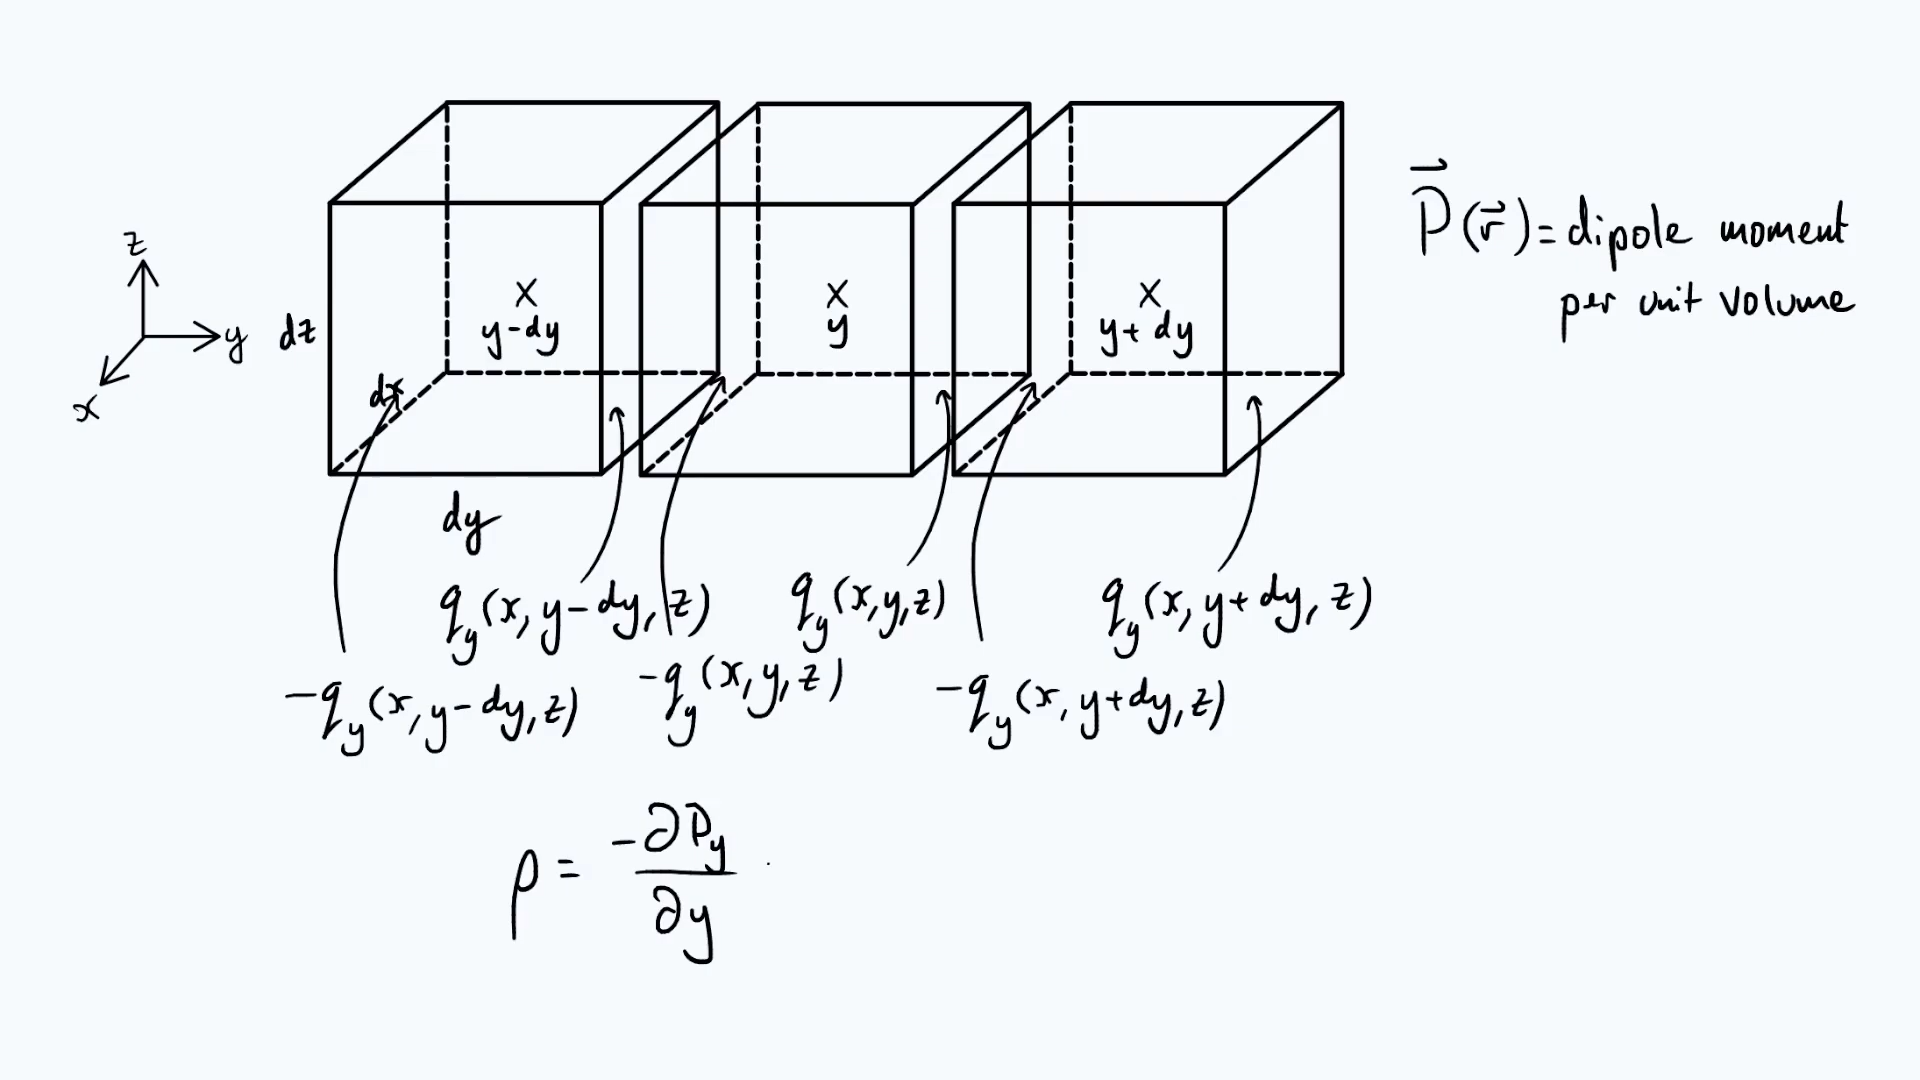 z
y
x
dz
dx
dy
x
y-dy
x
y
x
y+ dy
P⃗(r⃗)= dipole moment
per unit volume
q_y(x, y-dy, z)
q_y(x,y,z)
q_y(x, y+dy, z)
-q_y(x, y-dy, z)
-q_y(x, y, z)
-q_y(x, y+dy, z)
ρ = -∂P_y/∂y